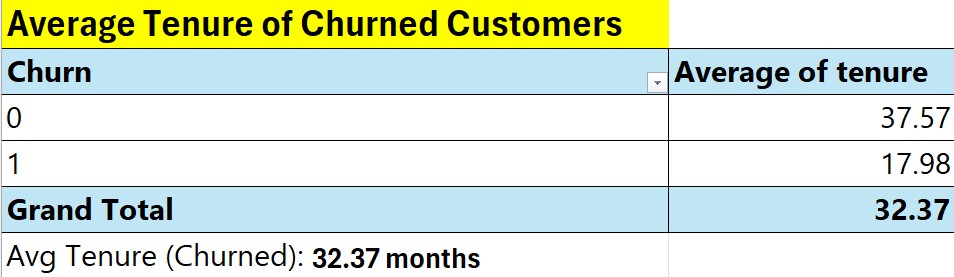 Average Tenure of Churned Customers
Churn Average of tenure
0 37.57
1 17.98
Grand Total 32.37
Avg Tenure (Churned): 32.37 months